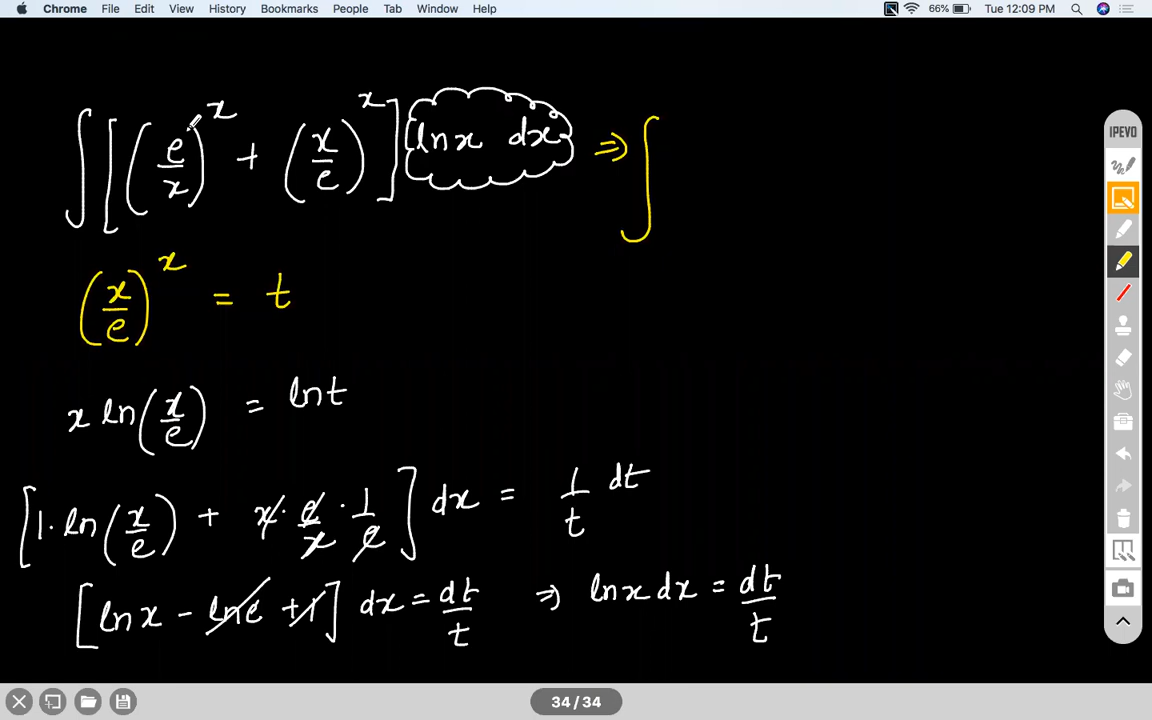 Chrome File Edit View History Bookmarks People Tab Window Help 66% Tue 12:09 PM
∫ [ (e/x)^x + (x/e)^x ] ln x dx ⇒ ∫
IPEVO
(x/e)^x = t
x ln(x/e) = ln t
[1 · ln(x/e) + x · e/x · 1/e] dx = 1/t dt
[ln x - ln e + 1] dx = dt/t ⇒ ln x dx = dt/t
34 / 34